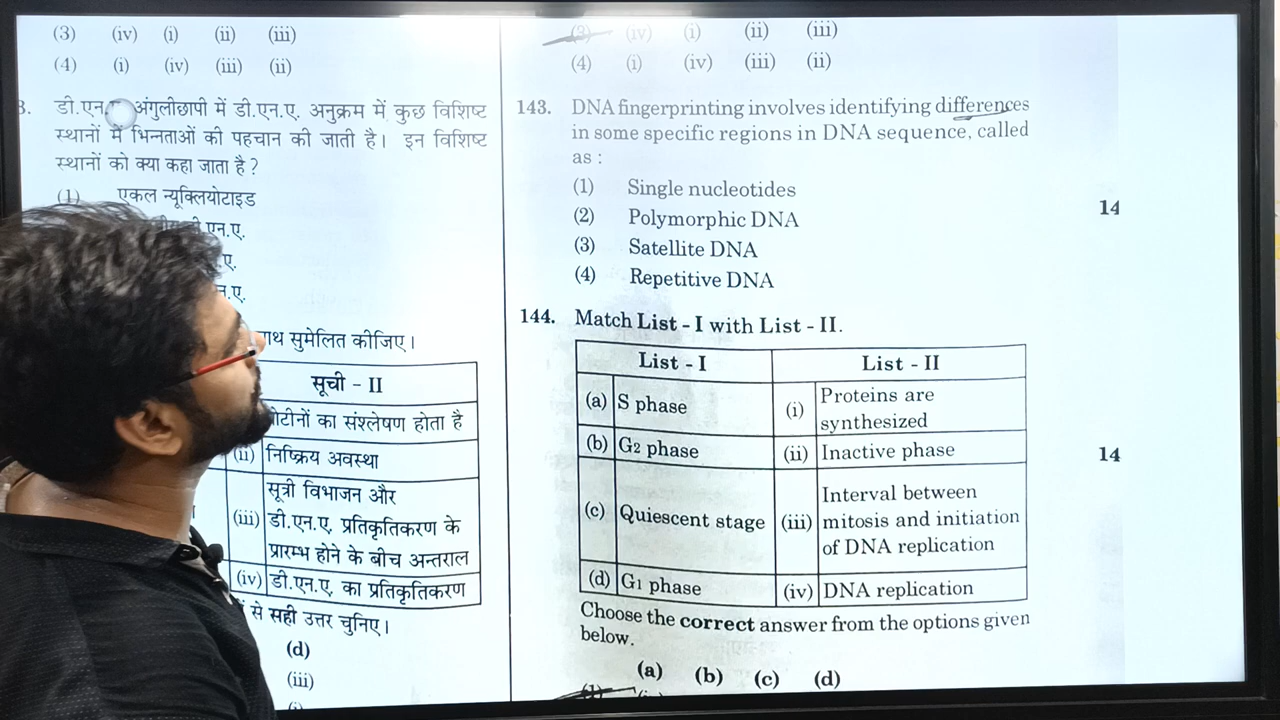 (3) (iv) (i) (ii) (iii)
(4) (i) (iv) (iii) (ii)
3. डी.एन. अंगुलीछापी में डी.एन.ए. अनुक्रम में कुछ विशिष्ट
स्थानों में भिन्नताओं की पहचान की जाती है। इन विशिष्ट
स्थानों को क्या कहा जाता है ?
(1) एकल न्यूक्लियोटाइड
एन.ए.
ए.
न.ए.
सुमेलित कीजिए।
सूची - II
का संश्लेषण होता है
(ii) निष्क्रिय अवस्था
सूत्री विभाजन और
(iii) डी.एन.ए. प्रतिकृतिकरण के
प्रारम्भ होने के बीच अन्तराल
(iv) डी.एन.ए. का प्रतिकृतिकरण
से सही उत्तर चुनिए।
(d)
(iii)
(i)
(3) (iv) (i) (ii) (iii)
(4) (i) (iv) (iii) (ii)
143. DNA fingerprinting involves identifying differences
in some specific regions in DNA sequence, called
as :
(1) Single nucleotides
(2) Polymorphic DNA
(3) Satellite DNA
(4) Repetitive DNA
144. Match List - I with List - II.
List - I List - II
(a) S phase (i) Proteins are
synthesized
(b) G2 phase (ii) Inactive phase
(c) Quiescent stage (iii) Interval between
mitosis and initiation
of DNA replication
(d) G1 phase (iv) DNA replication
Choose the correct answer from the options given
below.
(a) (b) (c) (d)
(1)
14
14